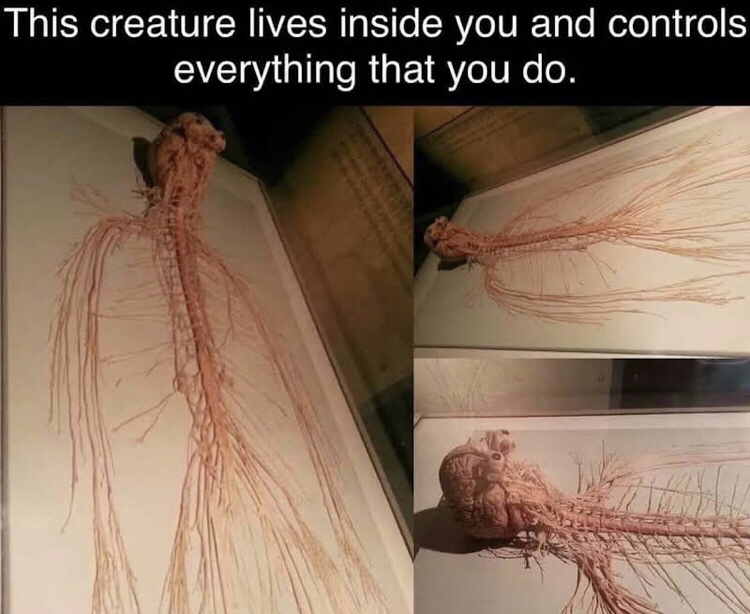 This creature lives inside you and controls
everything that you do.